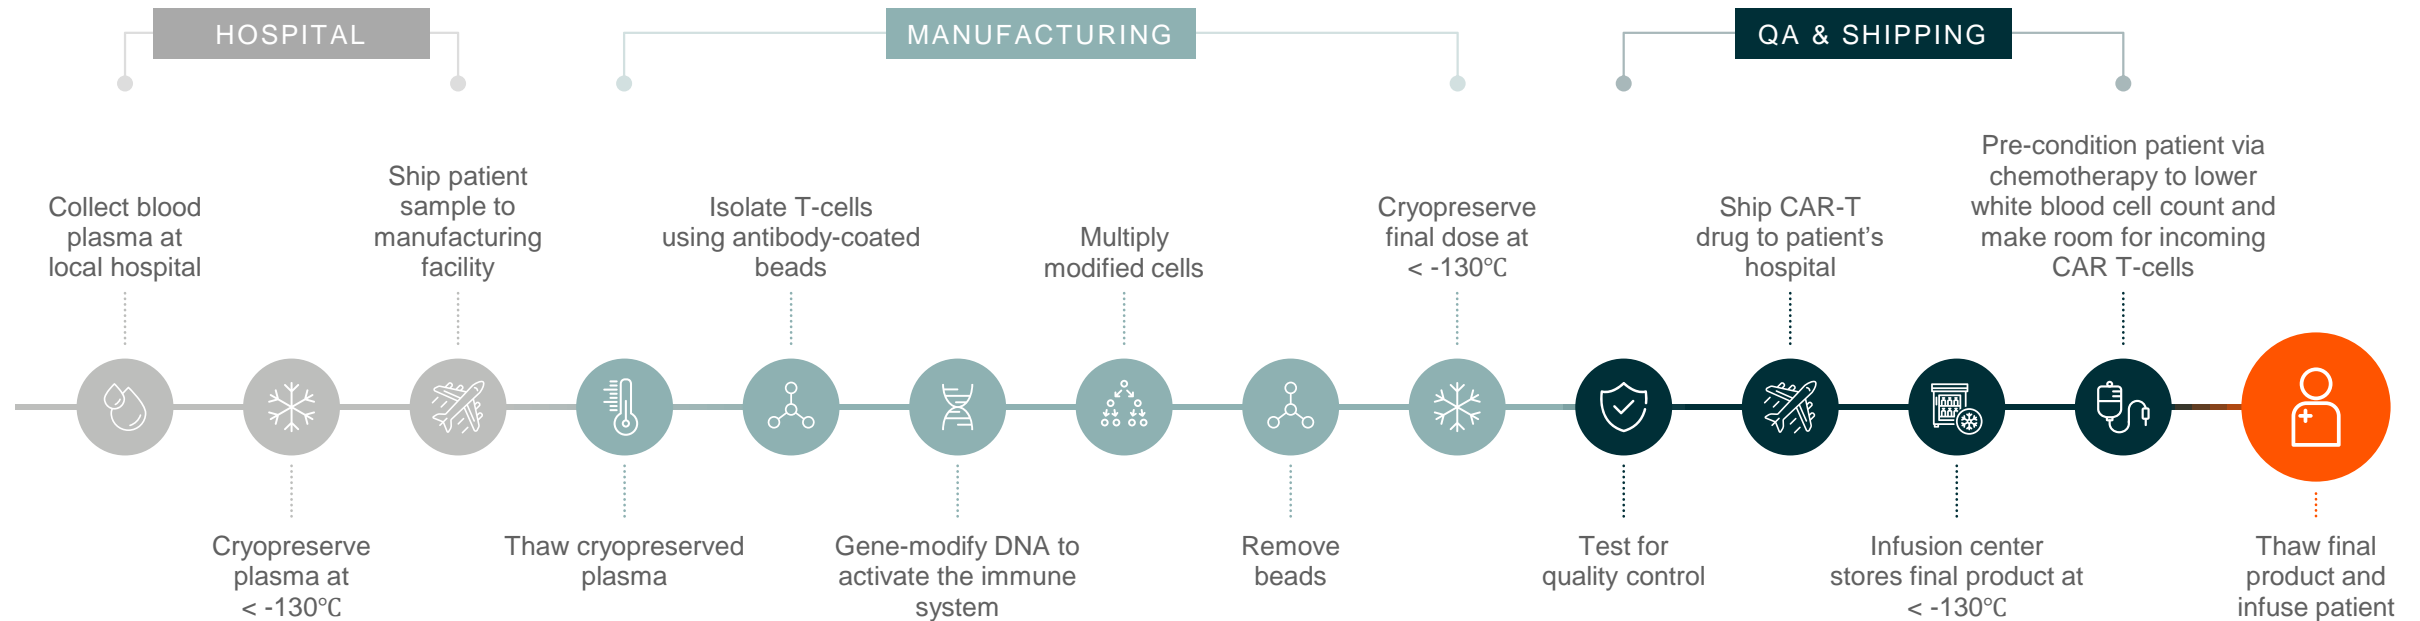 HOSPITAL
MANUFACTURING
QA & SHIPPING
Collect blood
plasma at
local hospital
Cryopreserve
plasma at
< -130℃
Ship patient
sample to
manufacturing
facility
Thaw cryopreserved
plasma
Isolate T-cells
using antibody-coated
beads
Gene-modify DNA to
activate the immune
system
Multiply
modified cells
Remove
beads
Cryopreserve
final dose at
< -130℃
Test for
quality control
Ship CAR-T
drug to patient’s
hospital
Infusion center
stores final product at
< -130℃
Pre-condition patient via
chemotherapy to lower
white blood cell count and
make room for incoming
CAR T-cells
Thaw final
product and
infuse patient